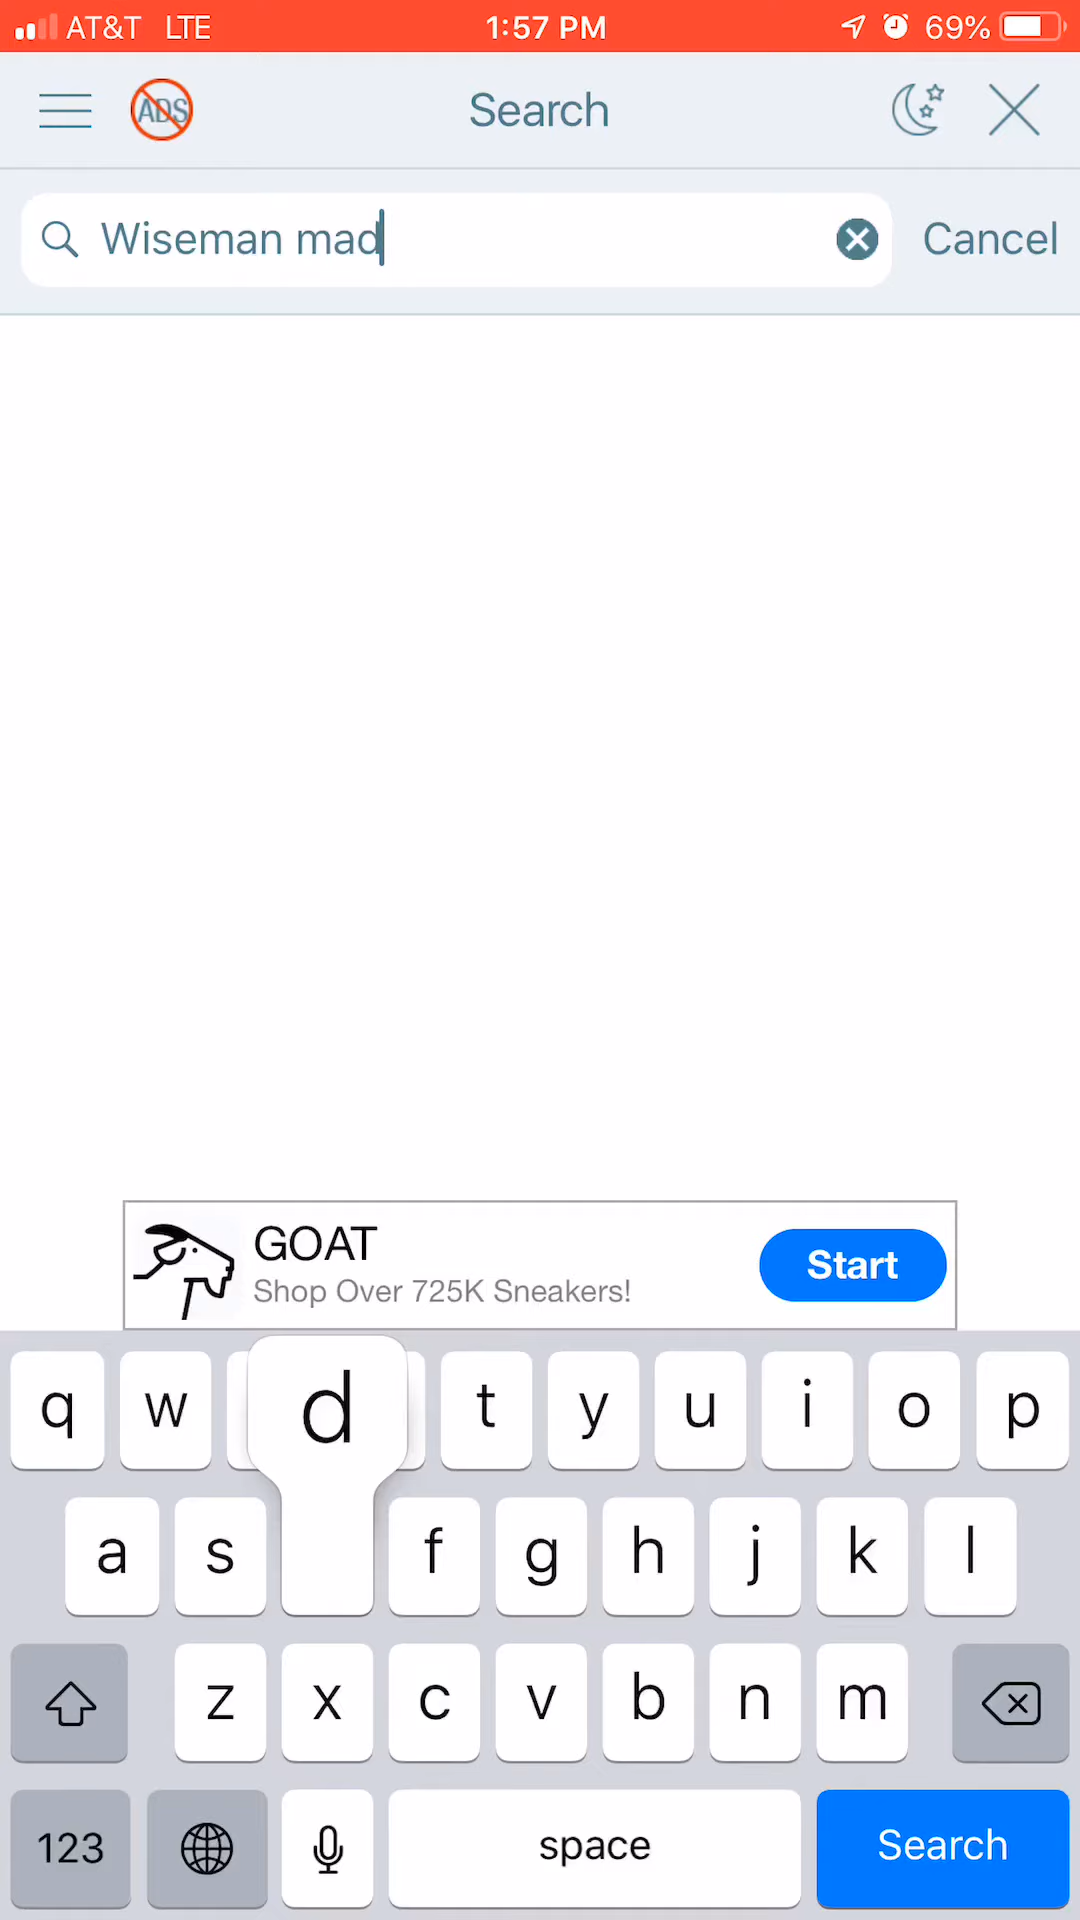 AT&T LTE 1:57 PM 69%
ADS Search
Wiseman mad Cancel
GOAT
Shop Over 725K Sneakers!
Start
q w d t y u i o p
a s f g h j k l
z x c v b n m
123 space Search